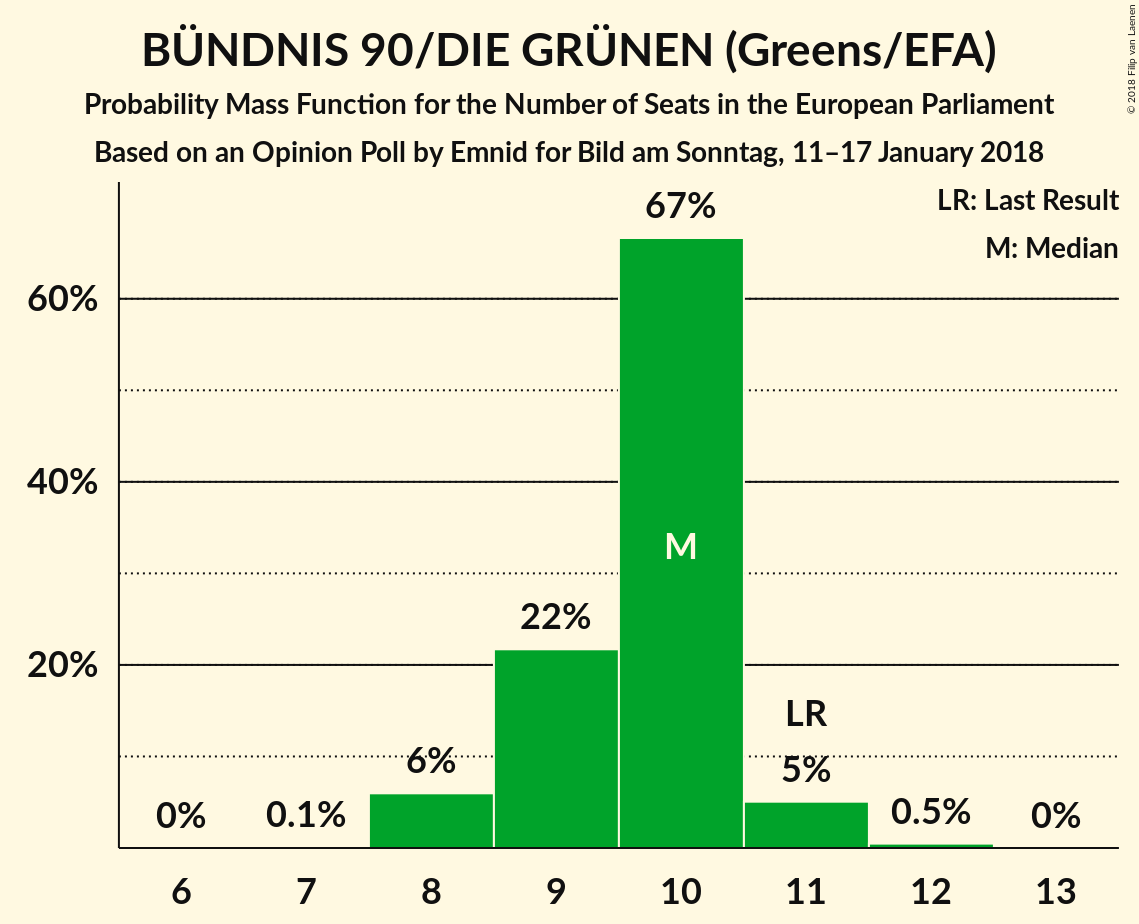 BÜNDNIS 90/DIE GRÜNEN (Greens/EFA)
Probability Mass Function for the Number of Seats in the European Parliament
Based on an Opinion Poll by Emnid for Bild am Sonntag, 11–17 January 2018
© 2018 Filip van Laenen
LR: Last Result
M: Median
67%
60%
40%
M
22%
20%
LR
6%
5%
0%
0.1%
0.5%
0%
6 7 8 9 10 11 12 13